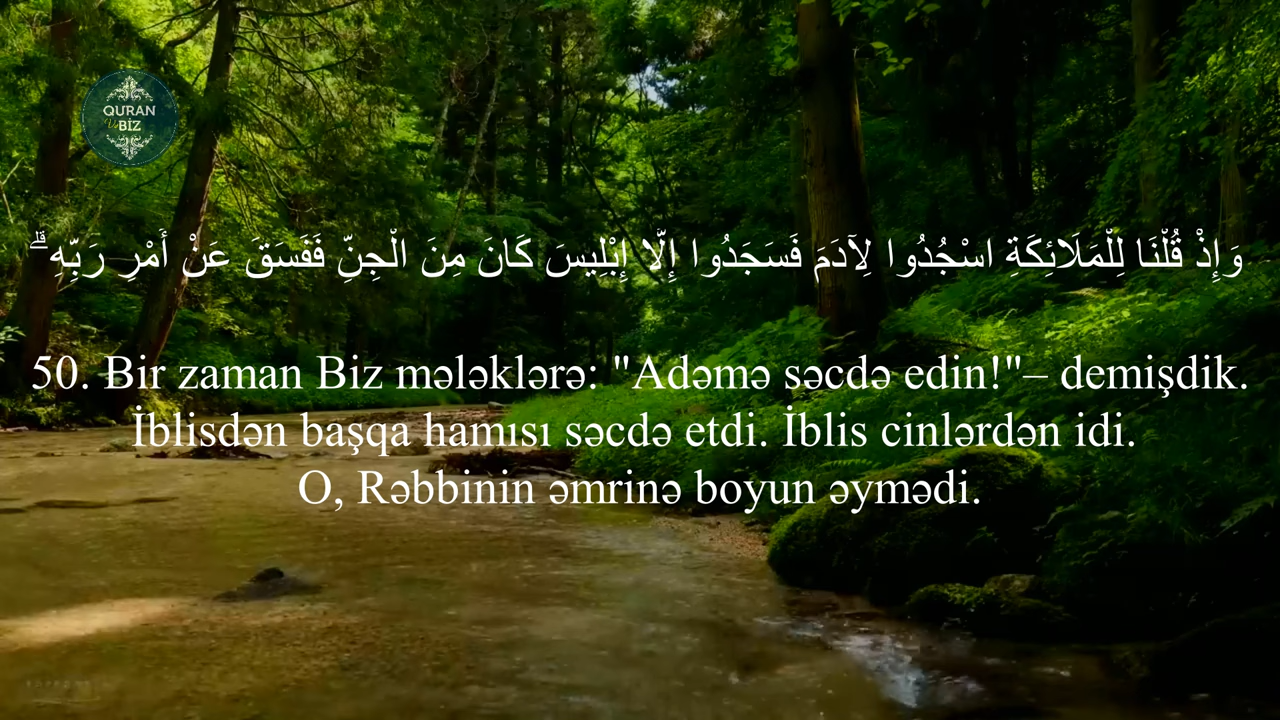 QURAN
Və
BİZ
وَإِذْ قُلْنَا لِلْمَلَائِكَةِ اسْجُدُوا لِآدَمَ فَسَجَدُوا إِلَّا إِبْلِيسَ كَانَ مِنَ الْجِنِّ فَفَسَقَ عَنْ أَمْرِ رَبِّهِ ۗ
50. Bir zaman Biz mələklərə: "Adəmə səcdə edin!"– demişdik.
İblisdən başqa hamısı səcdə etdi. İblis cinlərdən idi.
O, Rəbbinin əmrinə boyun əymədi.